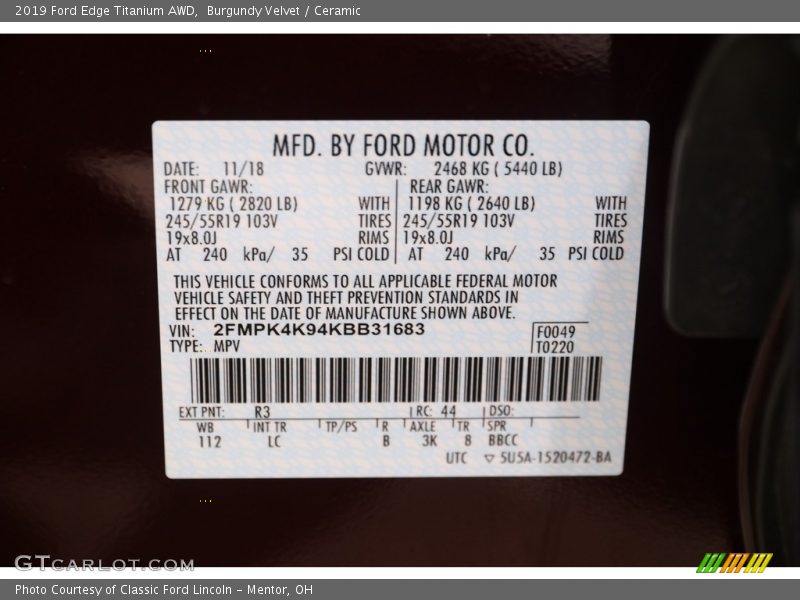 2019 Ford Edge Titanium AWD,  Burgundy Velvet / Ceramic
MFD. BY FORD MOTOR CO.
DATE: 11/18 GVWR: 2468 KG ( 5440 LB)
FRONT GAWR: REAR GAWR:
1279 KG ( 2820 LB) WITH 1198 KG ( 2640 LB) WITH
245/55R19 103V TIRES 245/55R19 103V TIRES
19x8.0J RIMS 19x8.0J RIMS
AT 240 kPa/ 35 PSI COLD AT 240 kPa/ 35 PSI COLD
THIS VEHICLE CONFORMS TO ALL APPLICABLE FEDERAL MOTOR
VEHICLE SAFETY AND THEFT PREVENTION STANDARDS IN
EFFECT ON THE DATE OF MANUFACTURE SHOWN ABOVE.
VIN: 2FMPK4K94KBB31683 F0049
TYPE: MPV T0220
EXT PNT: R3 RC: 44 DSO:
WB INT TR TP/PS R AXLE TR SPR
112 LC B 3K 8 BBCC
UTC ▽ 5U5A-1520472-BA
GTCARLOT.COM
Photo Courtesy of Classic Ford Lincoln - Mentor, OH